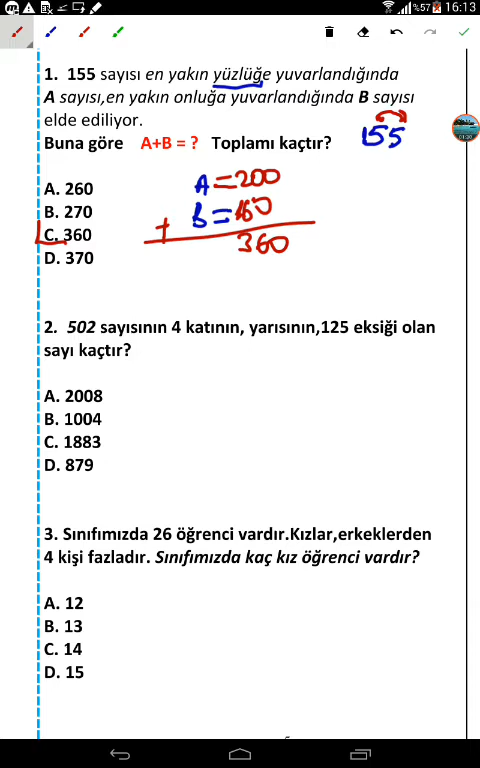 %57 16:13
1. 155 sayısı en yakın yüzlüğe yuvarlandığında
A sayısı,en yakın onluğa yuvarlandığında B sayısı
elde ediliyor.
155
Buna göre A+B = ? Toplamı kaçtır?
A. 260
A=200
B. 270
B=160
C. 360
+
360
D. 370
2. 502 sayısının 4 katının, yarısının,125 eksiği olan
sayı kaçtır?
A. 2008
B. 1004
C. 1883
D. 879
3. Sınıfımızda 26 öğrenci vardır.Kızlar,erkeklerden
4 kişi fazladır. Sınıfımızda kaç kız öğrenci vardır?
A. 12
B. 13
C. 14
D. 15